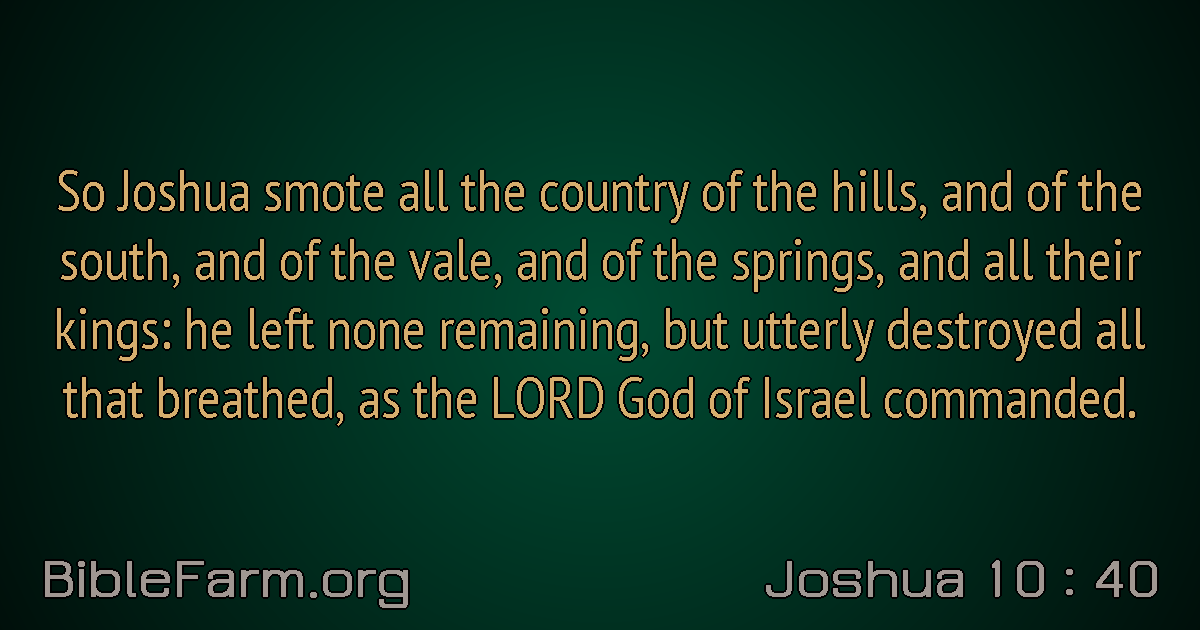 So Joshua smote all the country of the hills, and of the
south, and of the vale, and of the springs, and all their
kings: he left none remaining, but utterly destroyed all
that breathed, as the LORD God of Israel commanded.
BibleFarm.org
Joshua 10 : 40